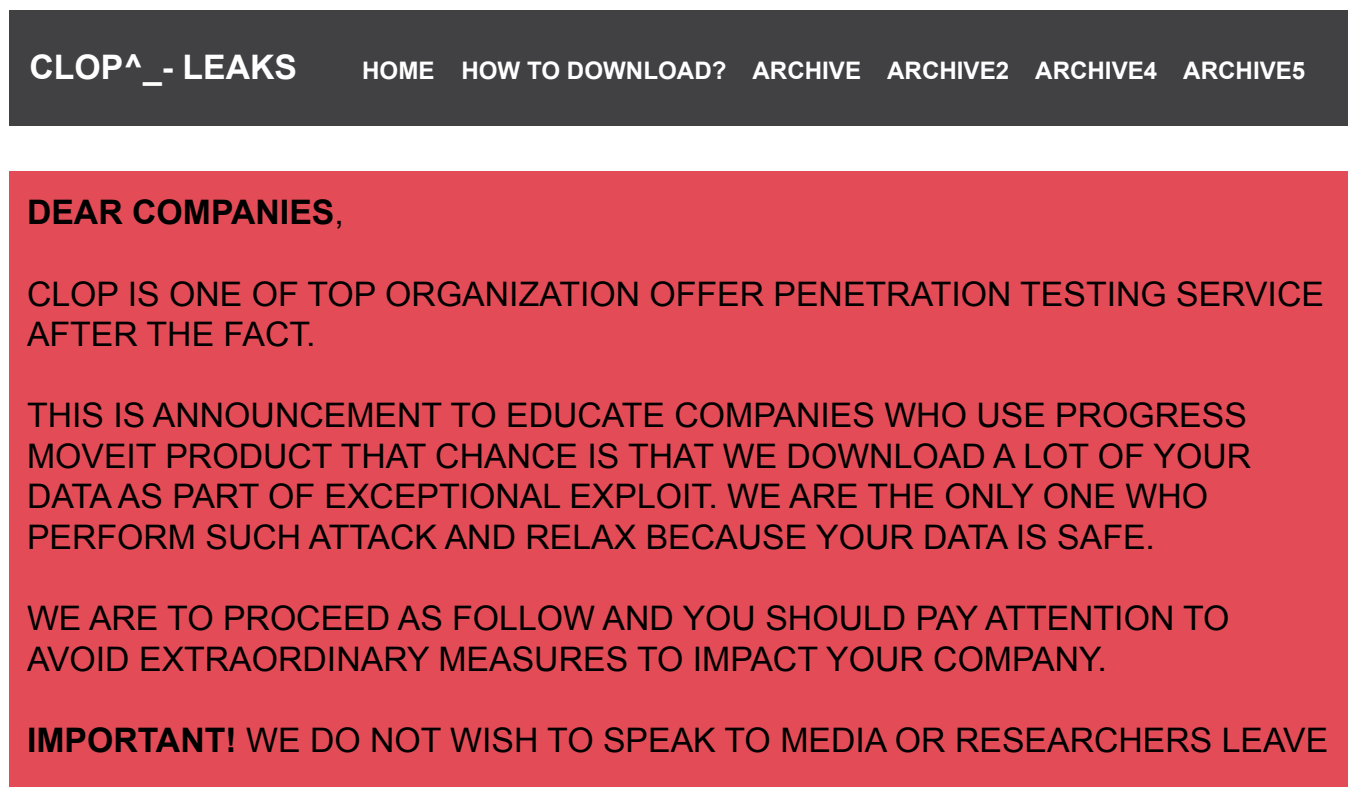 CLOP^_- LEAKS HOME HOW TO DOWNLOAD? ARCHIVE ARCHIVE2 ARCHIVE4 ARCHIVE5
DEAR COMPANIES,
CLOP IS ONE OF TOP ORGANIZATION OFFER PENETRATION TESTING SERVICE
AFTER THE FACT.
THIS IS ANNOUNCEMENT TO EDUCATE COMPANIES WHO USE PROGRESS
MOVEIT PRODUCT THAT CHANCE IS THAT WE DOWNLOAD A LOT OF YOUR
DATA AS PART OF EXCEPTIONAL EXPLOIT. WE ARE THE ONLY ONE WHO
PERFORM SUCH ATTACK AND RELAX BECAUSE YOUR DATA IS SAFE.
WE ARE TO PROCEED AS FOLLOW AND YOU SHOULD PAY ATTENTION TO
AVOID EXTRAORDINARY MEASURES TO IMPACT YOUR COMPANY.
IMPORTANT! WE DO NOT WISH TO SPEAK TO MEDIA OR RESEARCHERS LEAVE